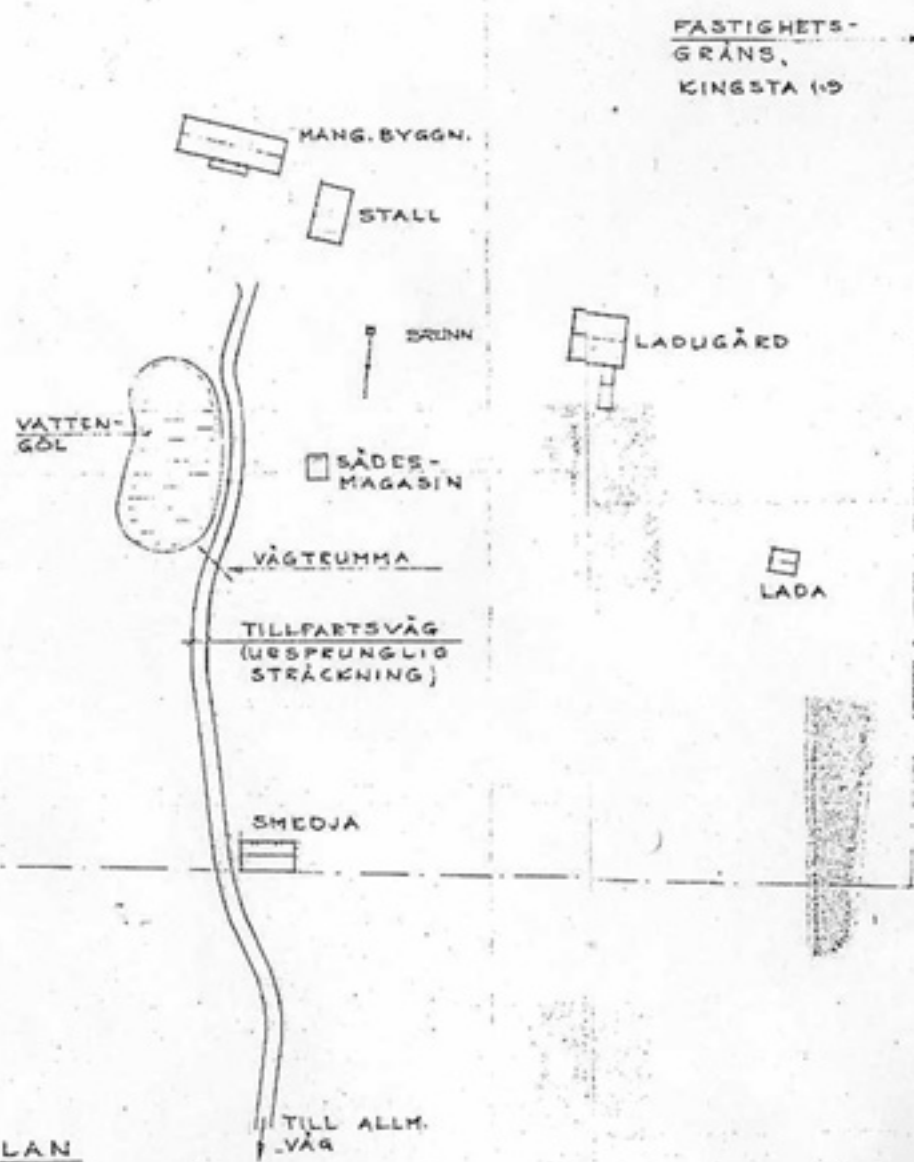 FASTIGHETS-
GRÄNS,
KINGSTA 1:9
MANG. BYGGN.
STALL
BRUNN
LADUGÅRD
VATTEN-
GÖL
SÄDES-
MAGASIN
VÄGTRUMMA
LADA
TILLFARTSVÄG
(URSPRUNGLIG
STRÄCKNING)
SMEDJA
TILL ALLM.
VÄG
LAN